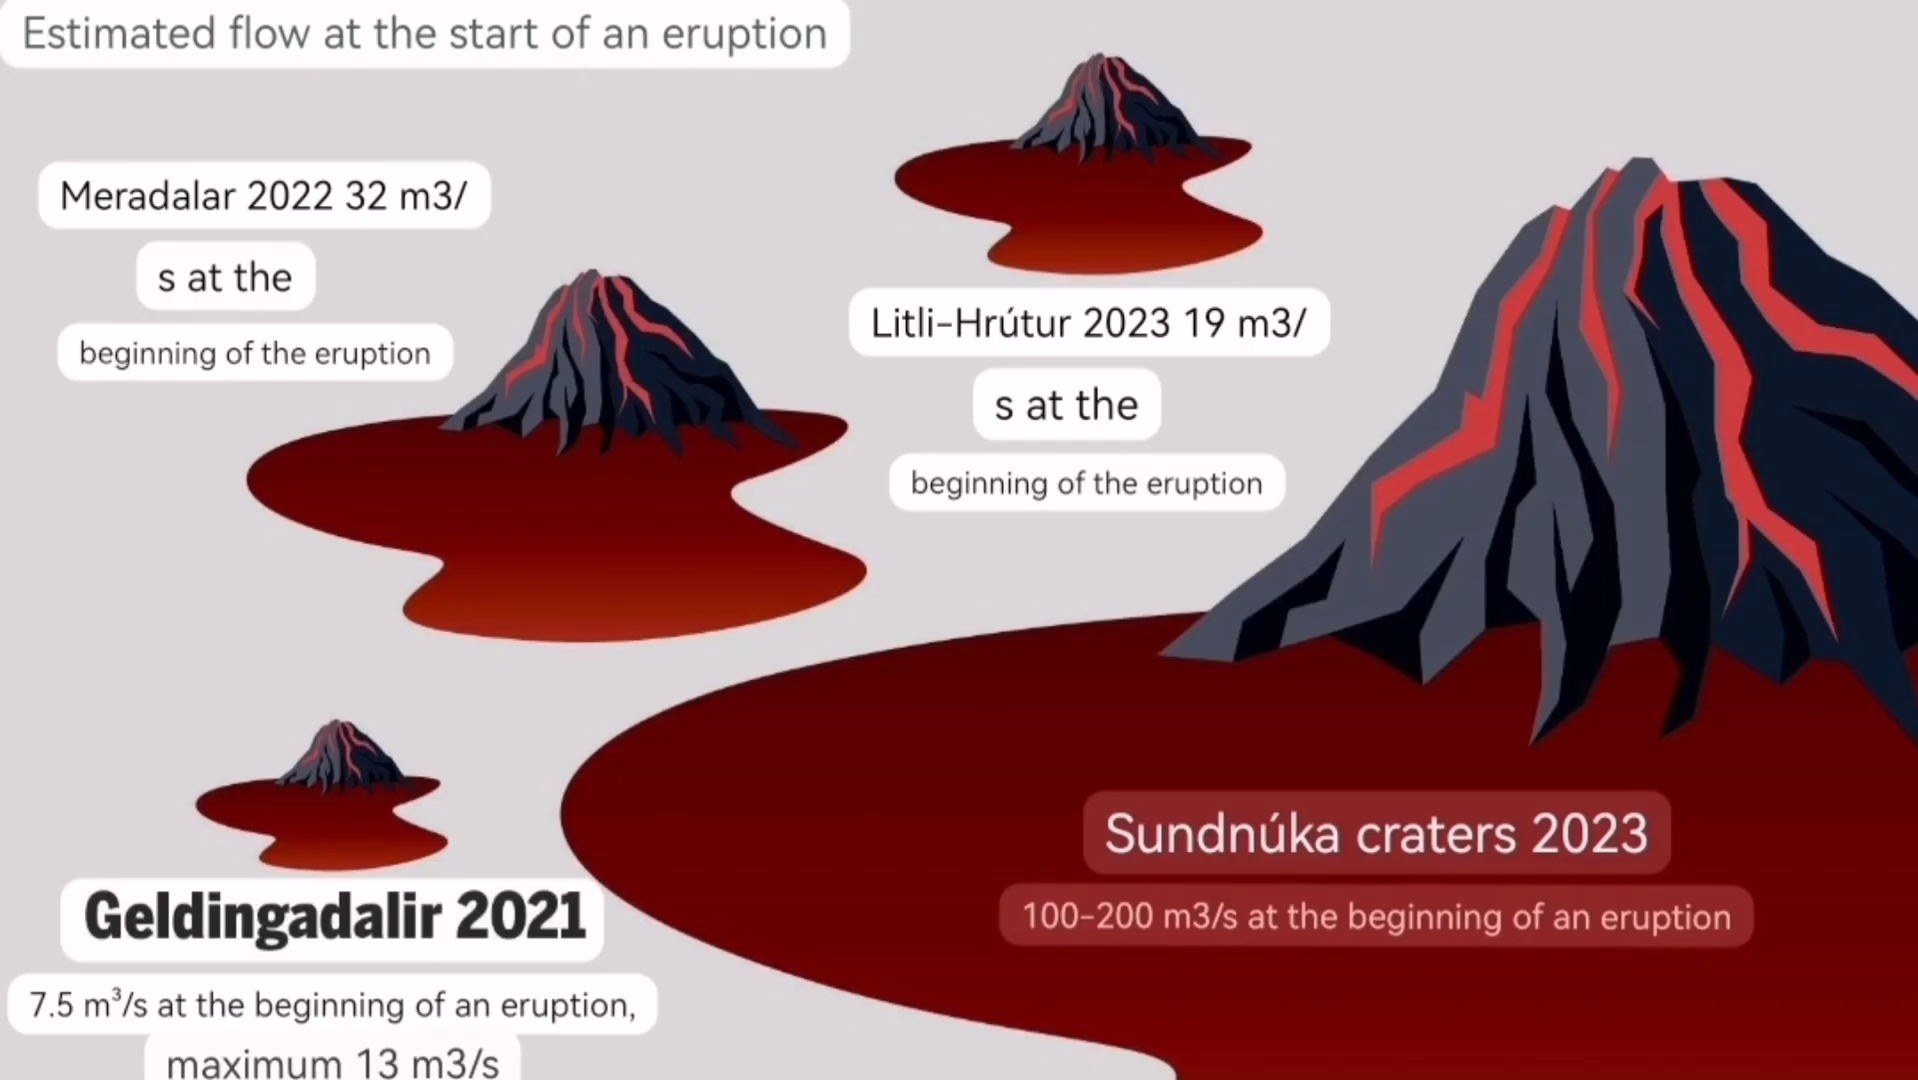 Estimated flow at the start of an eruption
Meradalar 2022 32 m3/
s at the
beginning of the eruption
Litli-Hrútur 2023 19 m3/
s at the
beginning of the eruption
Sundnúka craters 2023
100-200 m3/s at the beginning of an eruption
Geldingadalir 2021
7.5 m³/s at the beginning of an eruption,
maximum 13 m3/s